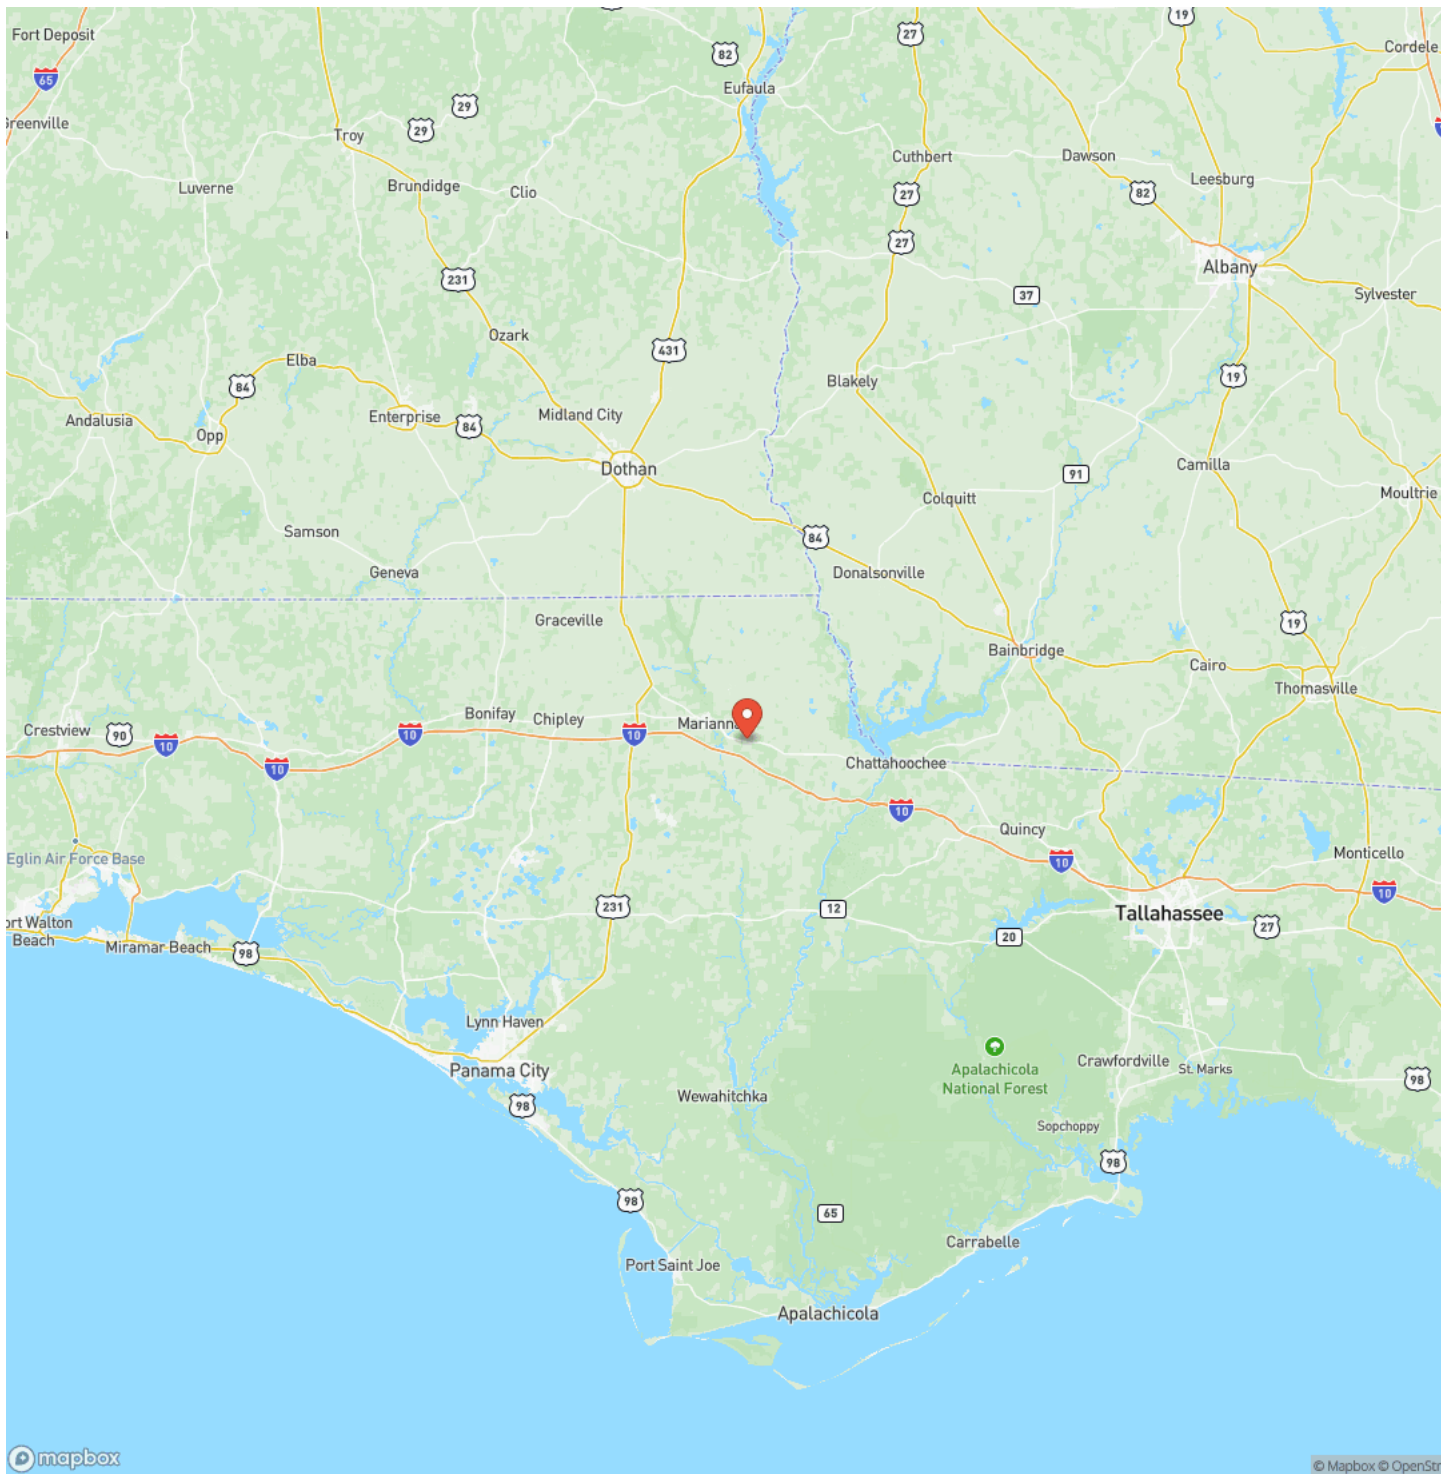 Fort Deposit
19
27
82
Cordele
65
Eufaula
29
Greenville
29
Troy
Cuthbert
Dawson
Leesburg
Luverne
Brundidge
Clio
27
82
27
Albany
231
37
Sylvester
Ozark
431
Elba
Blakely
19
84
Andalusia
Enterprise
84
Midland City
Opp
Dothan
Camilla
91
Moultrie
Colquitt
Samson
84
Geneva
Donalsonville
Graceville
19
Bainbridge
Cairo
Thomasville
Bonifay
Chipley
Marianna
Crestview
90
10
10
10
10
Chattahoochee
10
Quincy
Eglin Air Force Base
10
Monticello
10
231
12
Tallahassee
ort Walton
Beach
Miramar Beach
98
20
27
Lynn Haven
Panama City
Apalachicola
National Forest
Crawfordville
St. Marks
98
98
Wewahitchka
Sopchoppy
98
98
65
Carrabelle
Port Saint Joe
Apalachicola
mapbox
© Mapbox © OpenStr